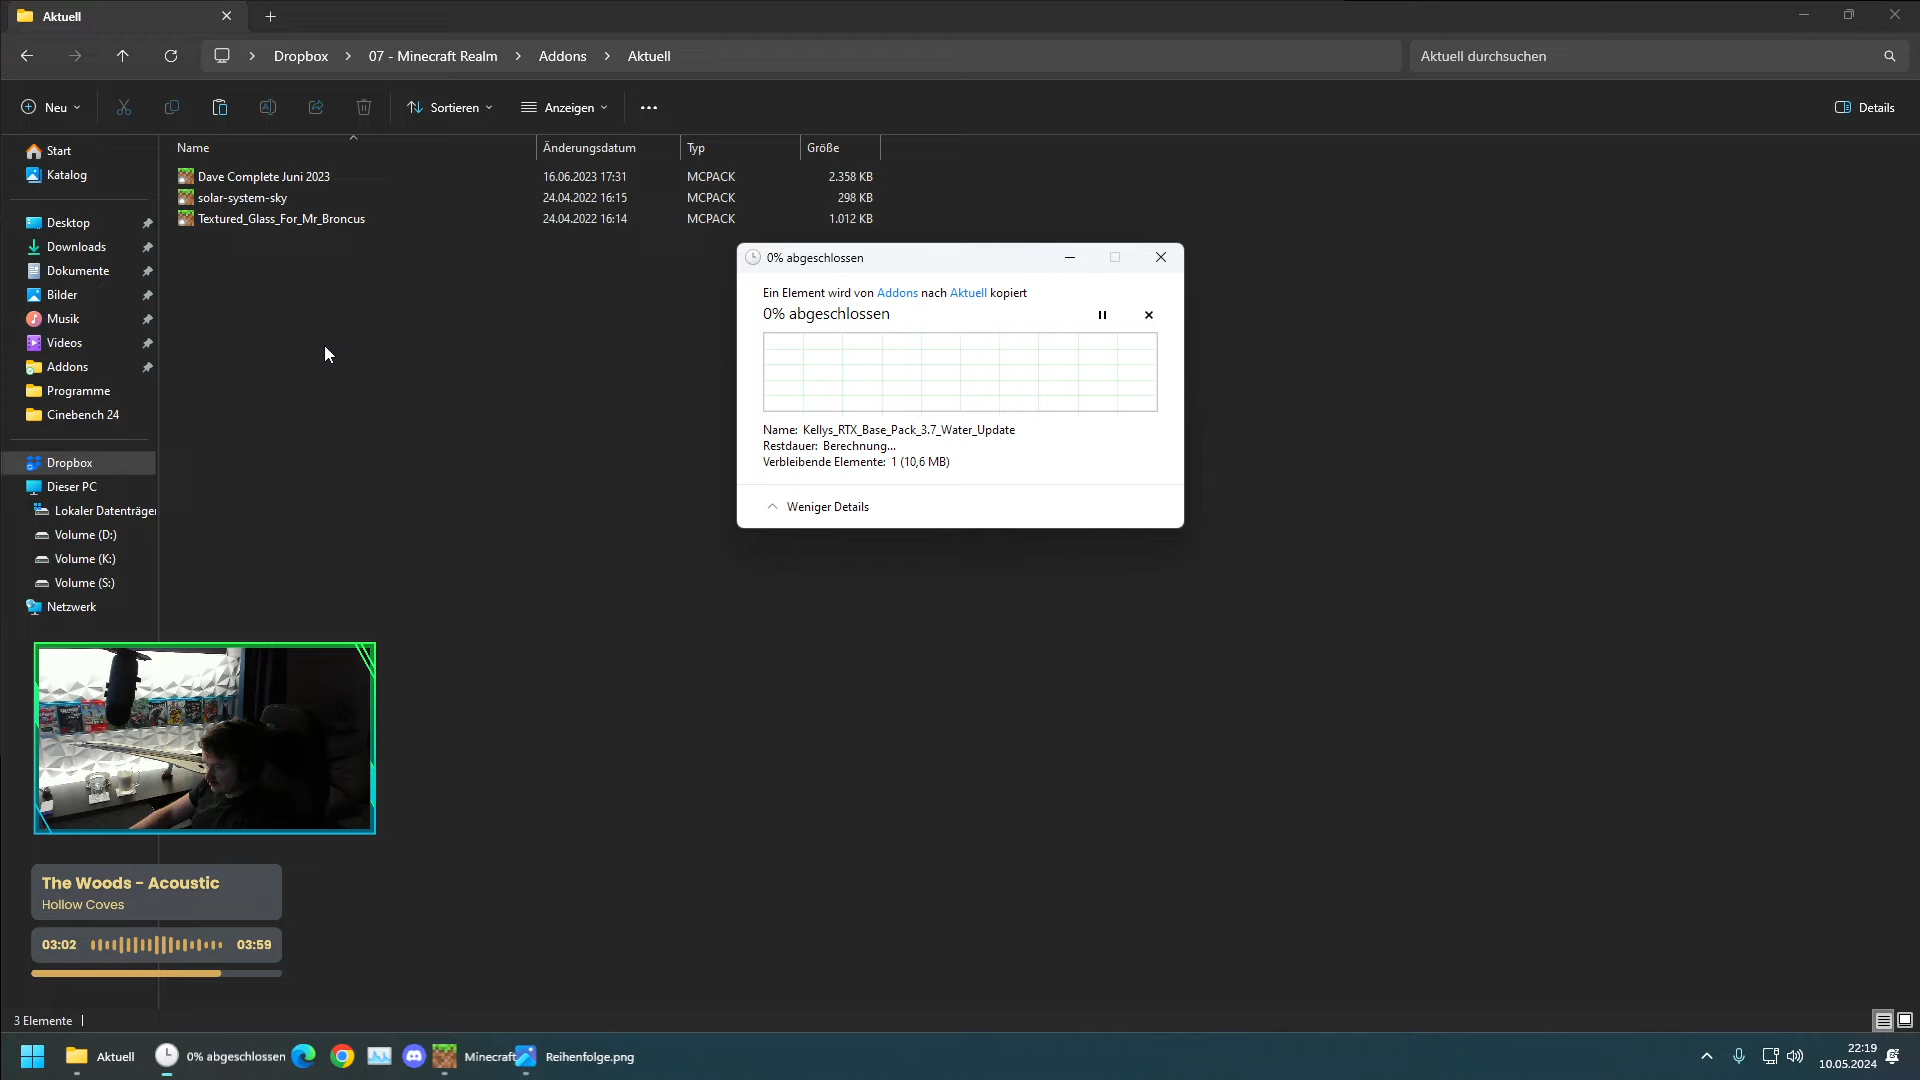 Aktuell
Dropbox
07 - Minecraft Realm
Addons
Aktuell
Aktuell durchsuchen
Neu
Sortieren
Anzeigen
Details
Name
Änderungsdatum
Typ
Größe
Dave Complete Juni 2023 16.06.2023 17:31 MCPACK 2.358 KB
solar-system-sky 24.04.2022 16:15 MCPACK 298 KB
Textured_Glass_For_Mr_Broncus 24.04.2022 16:14 MCPACK 1.012 KB
Start
Katalog
Desktop
Downloads
Dokumente
Bilder
Musik
Videos
Addons
Programme
Cinebench 24
Dropbox
Dieser PC
Lokaler Datenträger
Volume (D:)
Volume (K:)
Volume (S:)
Netzwerk
0% abgeschlossen
Ein Element wird von Addons nach Aktuell kopiert
0% abgeschlossen
Name: Kellys_RTX_Base_Pack_3.7_Water_Update
Restdauer: Berechnung...
Verbleibende Elemente: 1 (10,6 MB)
Weniger Details
The Woods - Acoustic
Hollow Coves
03:02
03:59
3 Elemente
Aktuell
0% abgeschlossen
Minecraft
Reihenfolge.png
22:19
10.05.2024